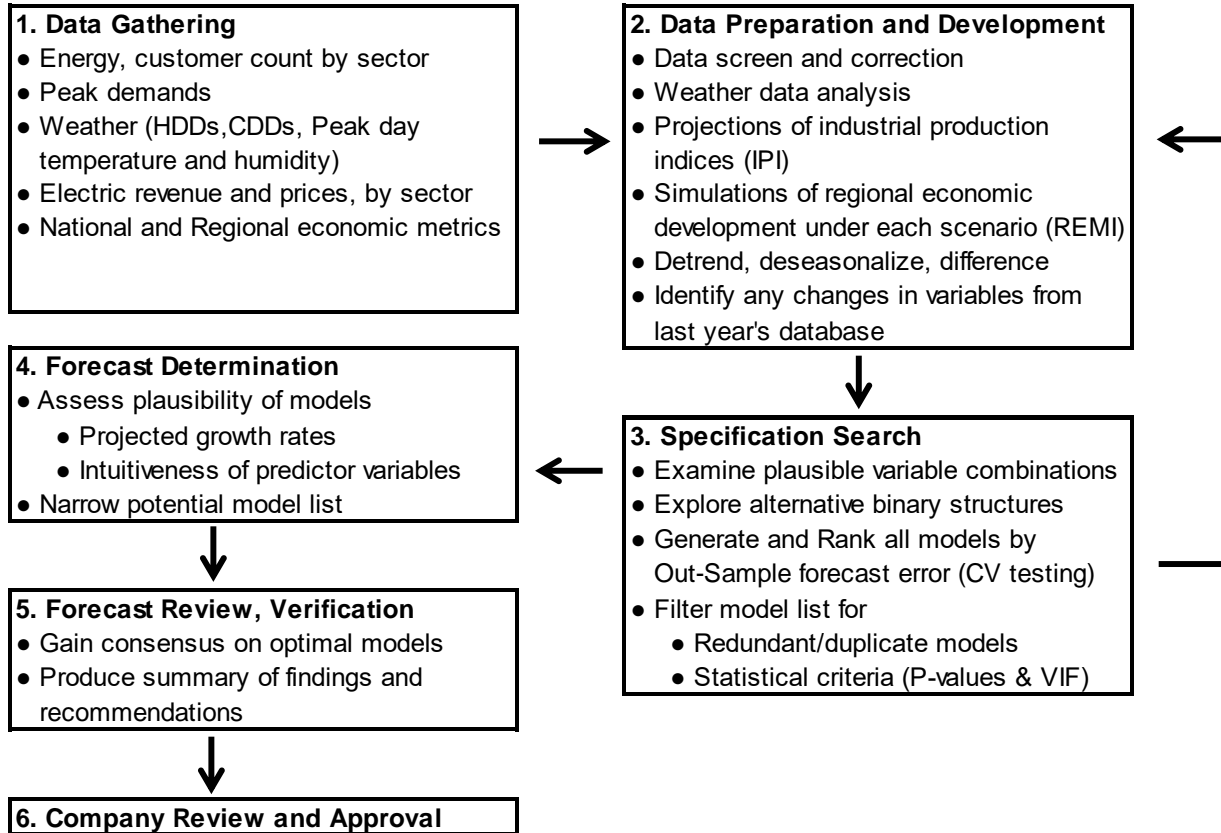 1. Data Gathering
● Energy, customer count by sector
● Peak demands
● Weather (HDDs,CDDs, Peak day
temperature and humidity)
● Electric revenue and prices, by sector
● National and Regional economic metrics
2. Data Preparation and Development
● Data screen and correction
● Weather data analysis
● Projections of industrial production
indices (IPI)
● Simulations of regional economic
development under each scenario (REMI)
● Detrend, deseasonalize, difference
● Identify any changes in variables from
last year's database
3. Specification Search
● Examine plausible variable combinations
● Explore alternative binary structures
● Generate and Rank all models by
Out-Sample forecast error (CV testing)
● Filter model list for
● Redundant/duplicate models
● Statistical criteria (P-values & VIF)
4. Forecast Determination
● Assess plausibility of models
● Projected growth rates
● Intuitiveness of predictor variables
● Narrow potential model list
5. Forecast Review, Verification
● Gain consensus on optimal models
● Produce summary of findings and
recommendations
6. Company Review and Approval